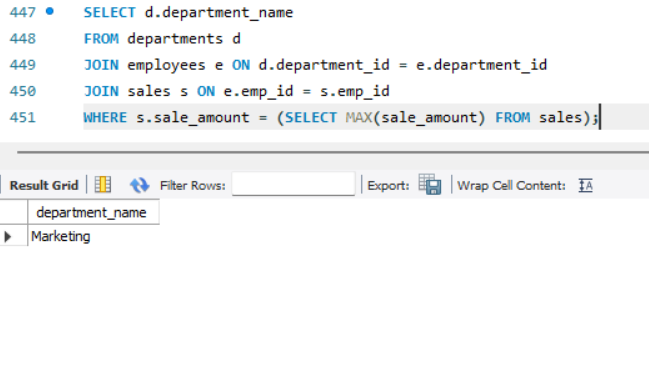 447 SELECT d.department_name
448 FROM departments d
449 JOIN employees e ON d.department_id = e.department_id
450 JOIN sales s ON e.emp_id = s.emp_id
451 WHERE s.sale_amount = (SELECT MAX(sale_amount) FROM sales);
Result Grid Filter Rows: Export: Wrap Cell Content: IA
department_name
Marketing